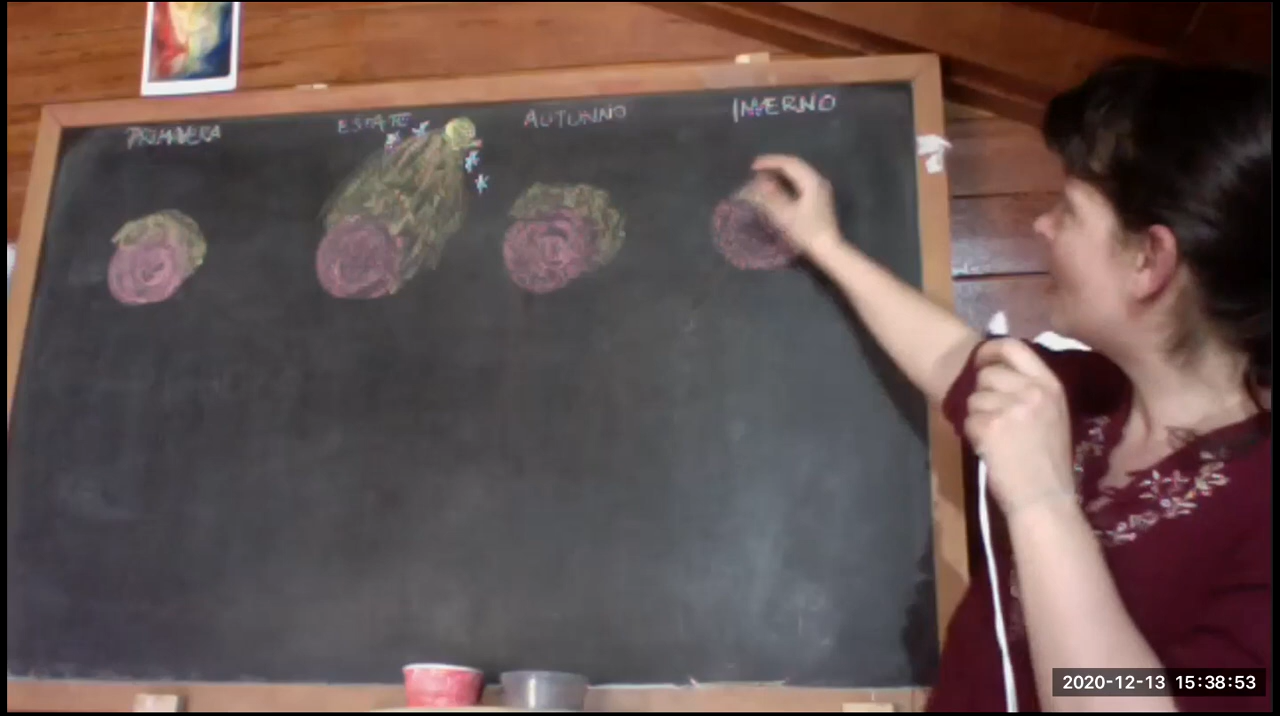 PRIMAVERA
ESTATE
AUTUNNO
INVERNO
2020-12-13 15:38:53